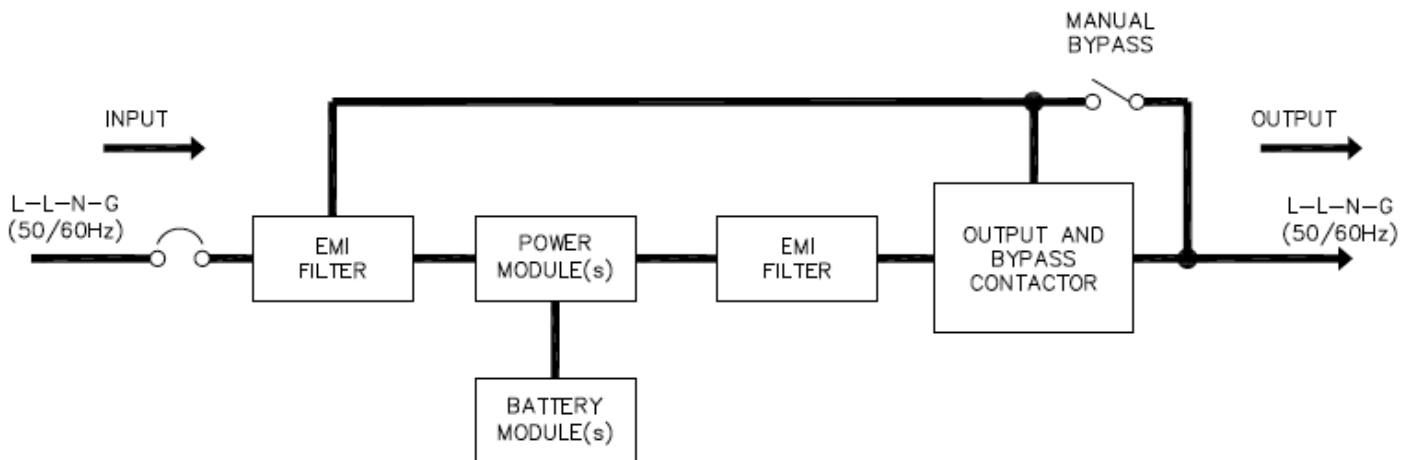 MANUAL
BYPASS
INPUT
OUTPUT
L-L-N-G
(50/60Hz)
EMI
FILTER
POWER
MODULE(s)
EMI
FILTER
OUTPUT AND
BYPASS
CONTACTOR
L-L-N-G
(50/60Hz)
BATTERY
MODULE(s)